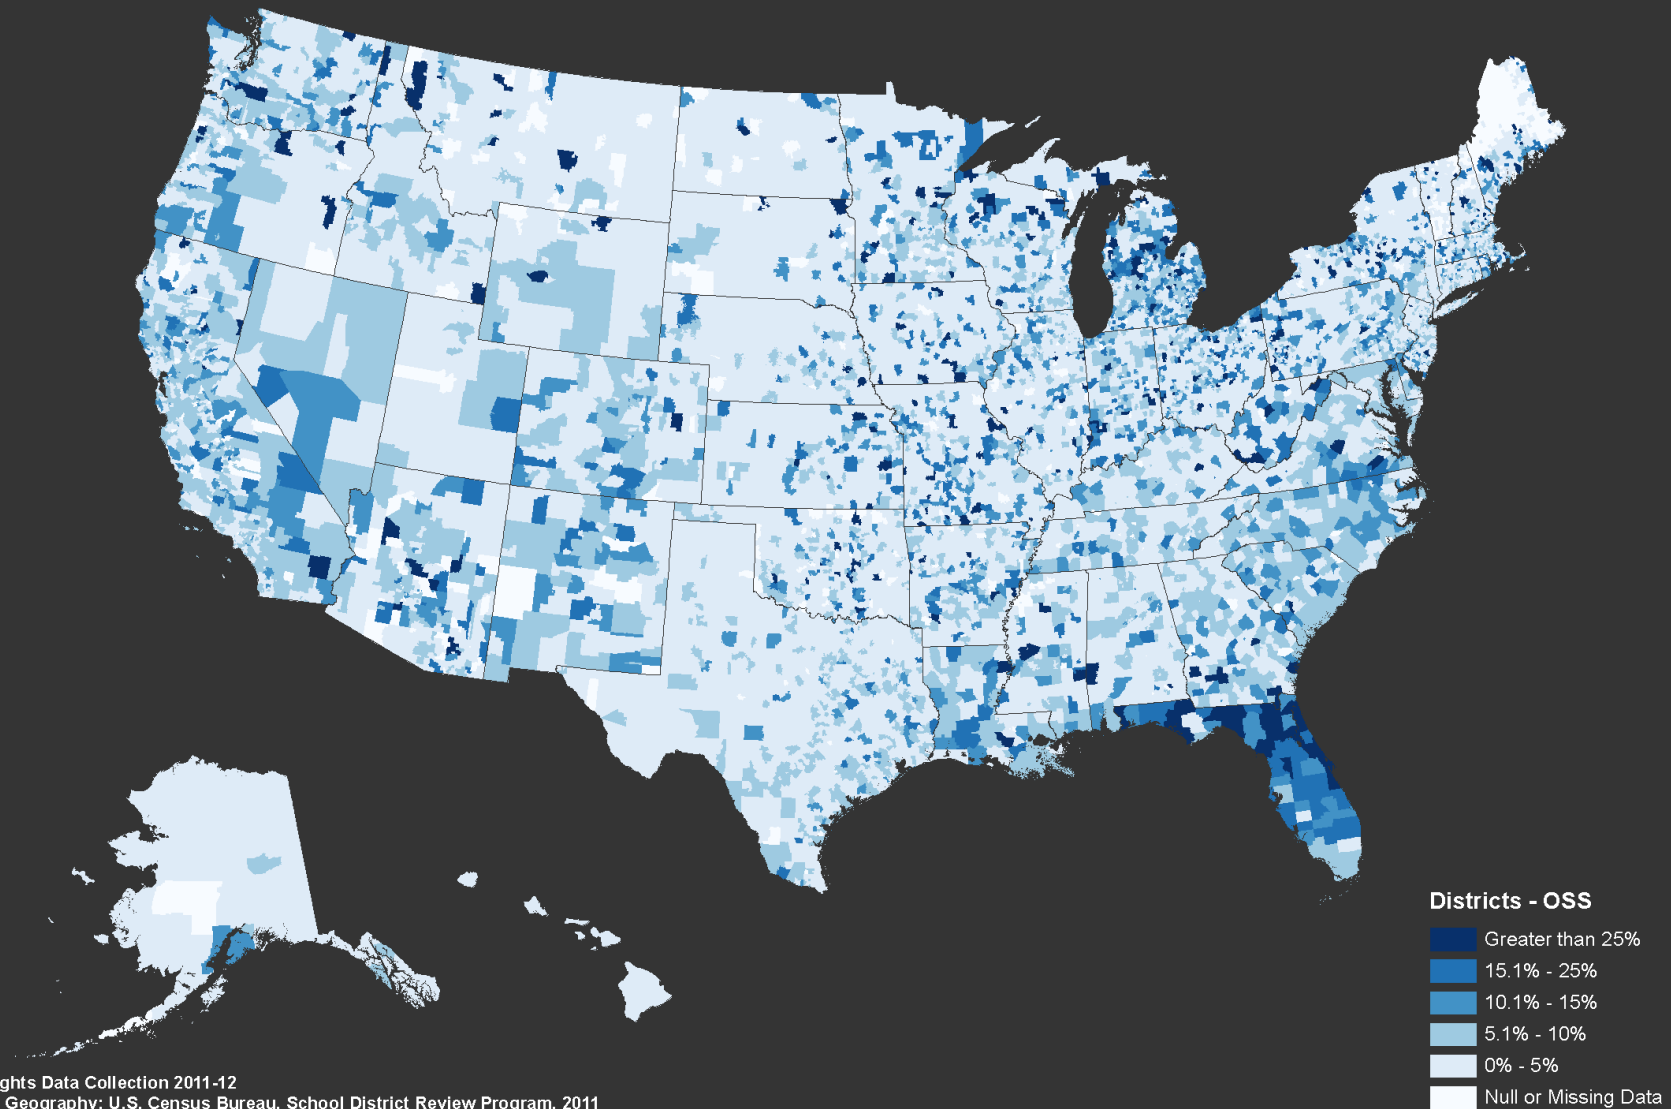 Districts - OSS
Greater than 25%
15.1% - 25%
10.1% - 15%
5.1% - 10%
0% - 5%
Null or Missing Data
ghts Data Collection 2011-12
Geography: U.S. Census Bureau, School District Review Program, 2011